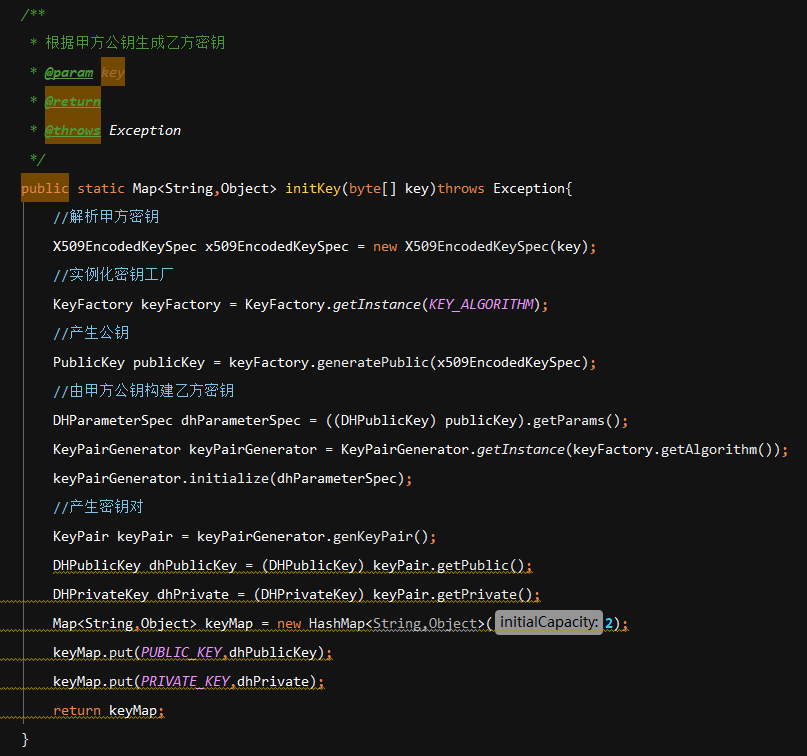 /**
 * 根据甲方公钥生成乙方密钥
 * @param key
 * @return
 * @throws Exception
 */
public static Map<String,Object> initKey(byte[] key)throws Exception{
    //解析甲方密钥
    X509EncodedKeySpec x509EncodedKeySpec = new X509EncodedKeySpec(key);
    //实例化密钥工厂
    KeyFactory keyFactory = KeyFactory.getInstance(KEY_ALGORITHM);
    //产生公钥
    PublicKey publicKey = keyFactory.generatePublic(x509EncodedKeySpec);
    //由甲方公钥构建乙方密钥
    DHParameterSpec dhParameterSpec = ((DHPublicKey) publicKey).getParams();
    KeyPairGenerator keyPairGenerator = KeyPairGenerator.getInstance(keyFactory.getAlgorithm());
    keyPairGenerator.initialize(dhParameterSpec);
    //产生密钥对
    KeyPair keyPair = keyPairGenerator.genKeyPair();
    DHPublicKey dhPublicKey = (DHPublicKey) keyPair.getPublic();
    DHPrivateKey dhPrivate = (DHPrivateKey) keyPair.getPrivate();
    Map<String,Object> keyMap = new HashMap<String,Object>( initialCapacity: 2);
    keyMap.put(PUBLIC_KEY,dhPublicKey);
    keyMap.put(PRIVATE_KEY,dhPrivate);
    return keyMap;
}